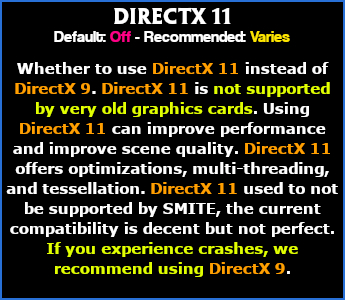 DIRECTX 11
Default: Off - Recommended: Varies
Whether to use DirectX 11 instead of
DirectX 9. DirectX 11 is not supported
by very old graphics cards. Using
DirectX 11 can improve performance
and improve scene quality. DirectX 11
offers optimizations, multi-threading,
and tessellation. DirectX 11 used to not
be supported by SMITE, the current
compatibility is decent but not perfect.
If you experience crashes, we
recommend using DirectX 9.